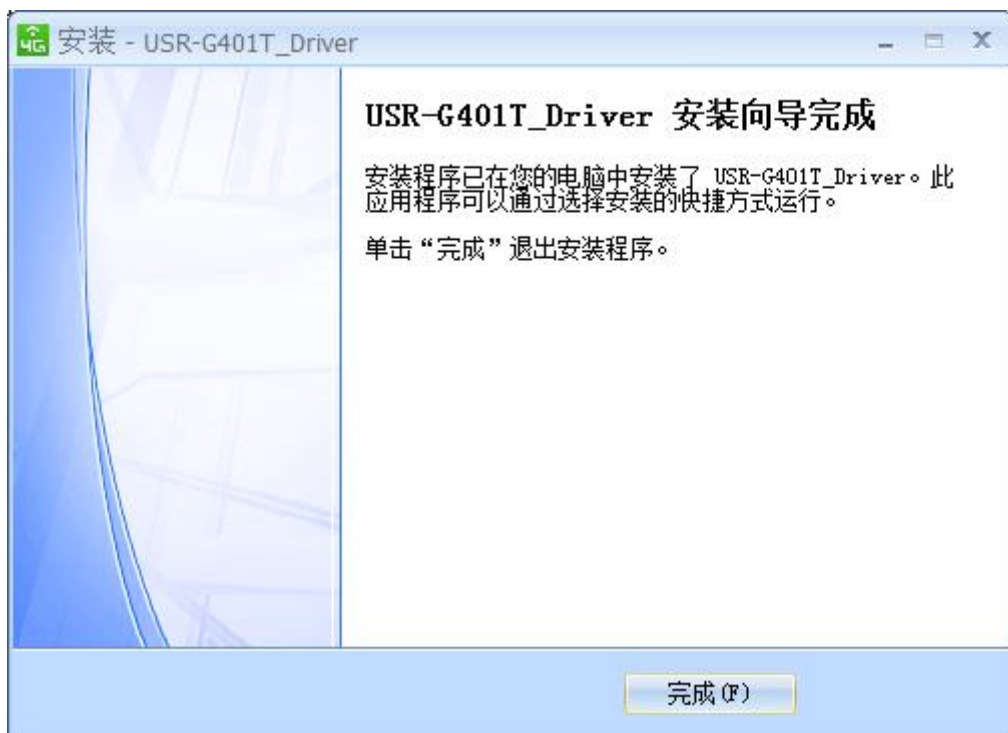 4G 安装 - USR-G401T_Driver
USR-G401T_Driver 安装向导完成
安装程序已在您的电脑中安装了 USR-G401T_Driver。此
应用程序可以通过选择安装的快捷方式运行。
单击“完成”退出安装程序。
完成(F)